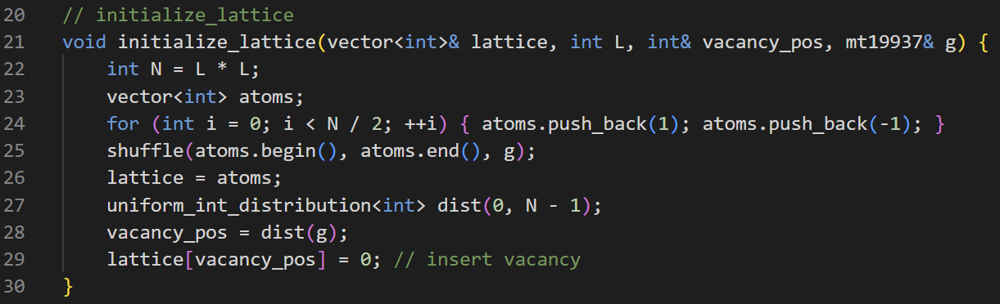 20 // initialize_lattice
21 void initialize_lattice(vector<int>& lattice, int L, int& vacancy_pos, mt19937& g) {
22     int N = L * L;
23     vector<int> atoms;
24     for (int i = 0; i < N / 2; ++i) { atoms.push_back(1); atoms.push_back(-1); }
25     shuffle(atoms.begin(), atoms.end(), g);
26     lattice = atoms;
27     uniform_int_distribution<int> dist(0, N - 1);
28     vacancy_pos = dist(g);
29     lattice[vacancy_pos] = 0; // insert vacancy
30 }